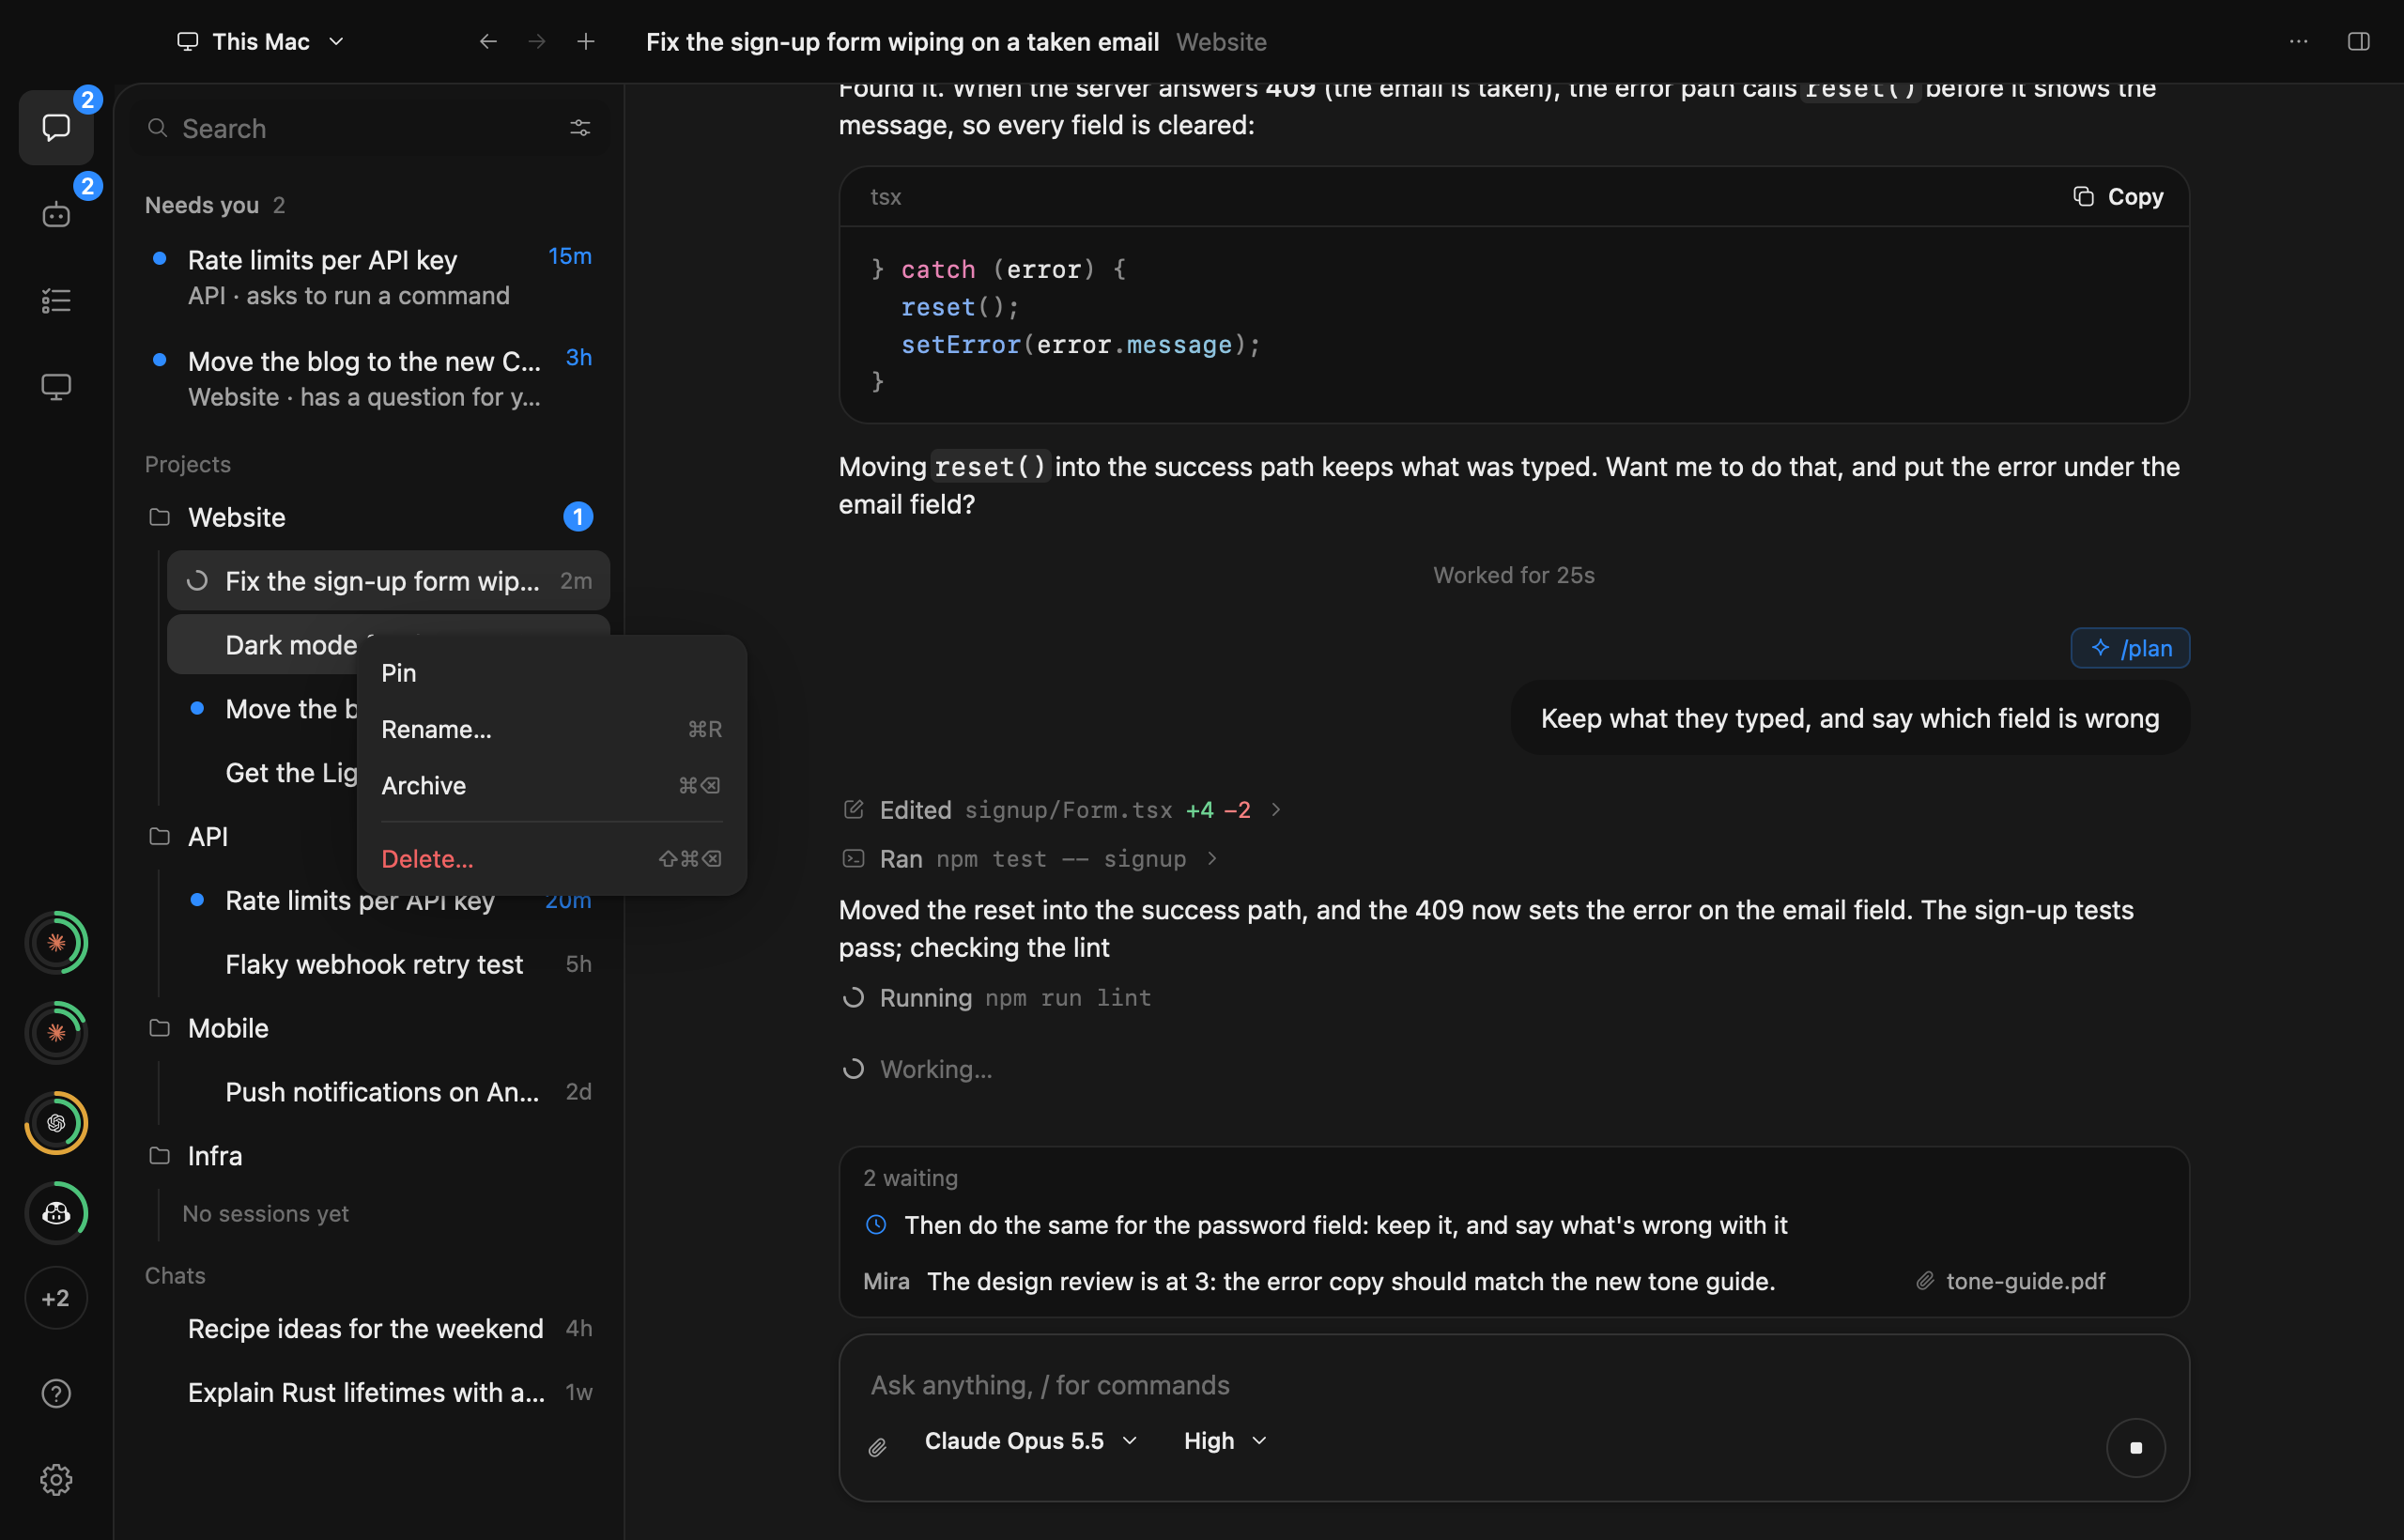 This Mac
Fix the sign-up form wiping on a taken email Website
2
2
Search
Needs you 2
Rate limits per API key 15m
API · asks to run a command
Move the blog to the new C... 3h
Website · has a question for y...
Projects
Website 1
Fix the sign-up form wip... 2m
Dark mode
Move the b
Get the Lig
API
Rate limits per API key 20m
Flaky webhook retry test 5h
Mobile
Push notifications on An... 2d
Infra
No sessions yet
Chats
Recipe ideas for the weekend 4h
Explain Rust lifetimes with a... 1w
+2
Pin
Rename... ⌘R
Archive ⌘⌫
Delete... ⇧⌘⌫
Found it. When the server answers 409 (the email is taken), the error path calls reset() before it shows the
message, so every field is cleared:
tsx Copy
} catch (error) {
reset();
setError(error.message);
}
Moving reset() into the success path keeps what was typed. Want me to do that, and put the error under the
email field?
Worked for 25s
/plan
Keep what they typed, and say which field is wrong
Edited signup/Form.tsx +4 −2
Ran npm test -- signup
Moved the reset into the success path, and the 409 now sets the error on the email field. The sign-up tests
pass; checking the lint
Running npm run lint
Working...
2 waiting
Then do the same for the password field: keep it, and say what's wrong with it
Mira The design review is at 3: the error copy should match the new tone guide. tone-guide.pdf
Ask anything, / for commands
Claude Opus 5.5 High